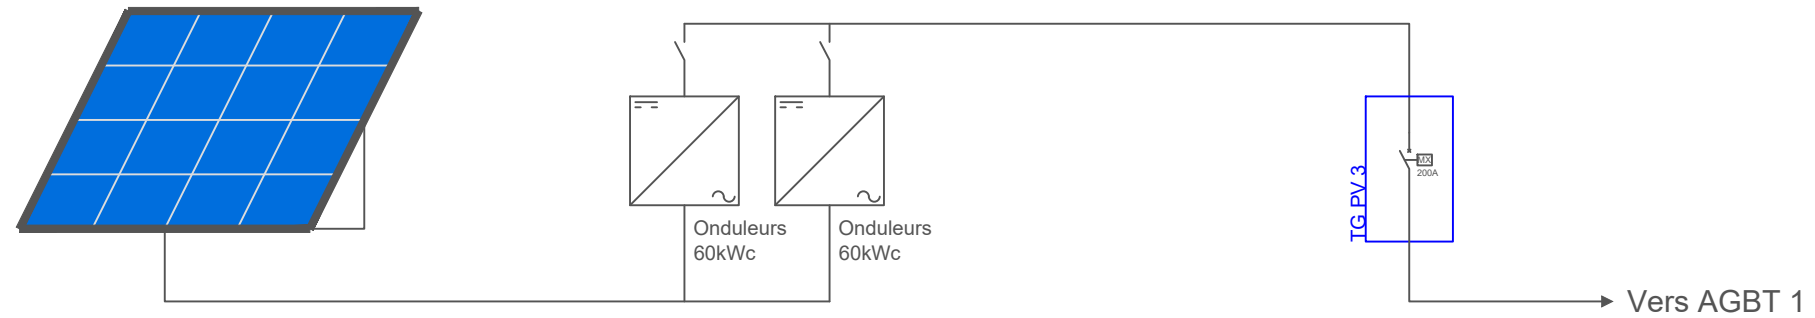 Onduleurs
60kWc
Onduleurs
60kWc
TG PV 3
MX
200A
Vers AGBT 1